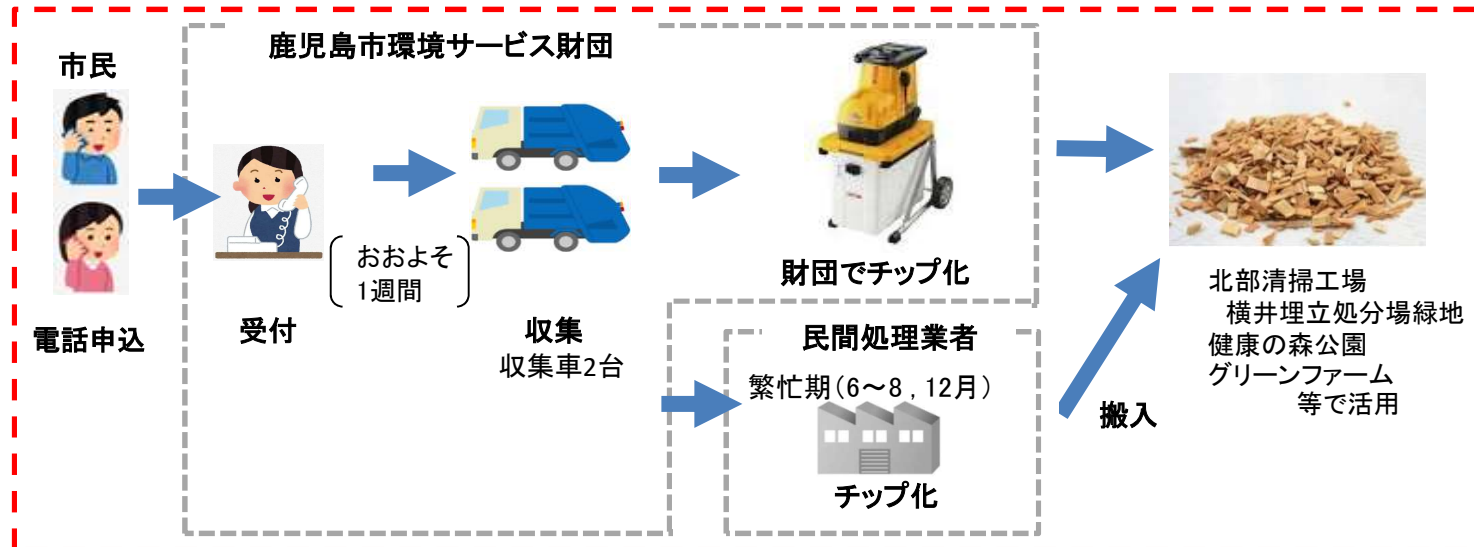 鹿児島市環境サービス財団
市民
電話申込
受付
おおよそ
1週間
収集
収集車2台
財団でチップ化
民間処理業者
繁忙期(6~8,12月)
チップ化
搬入
北部清掃工場
横井埋立処分場緑地
健康の森公園
グリーンファーム
等で活用